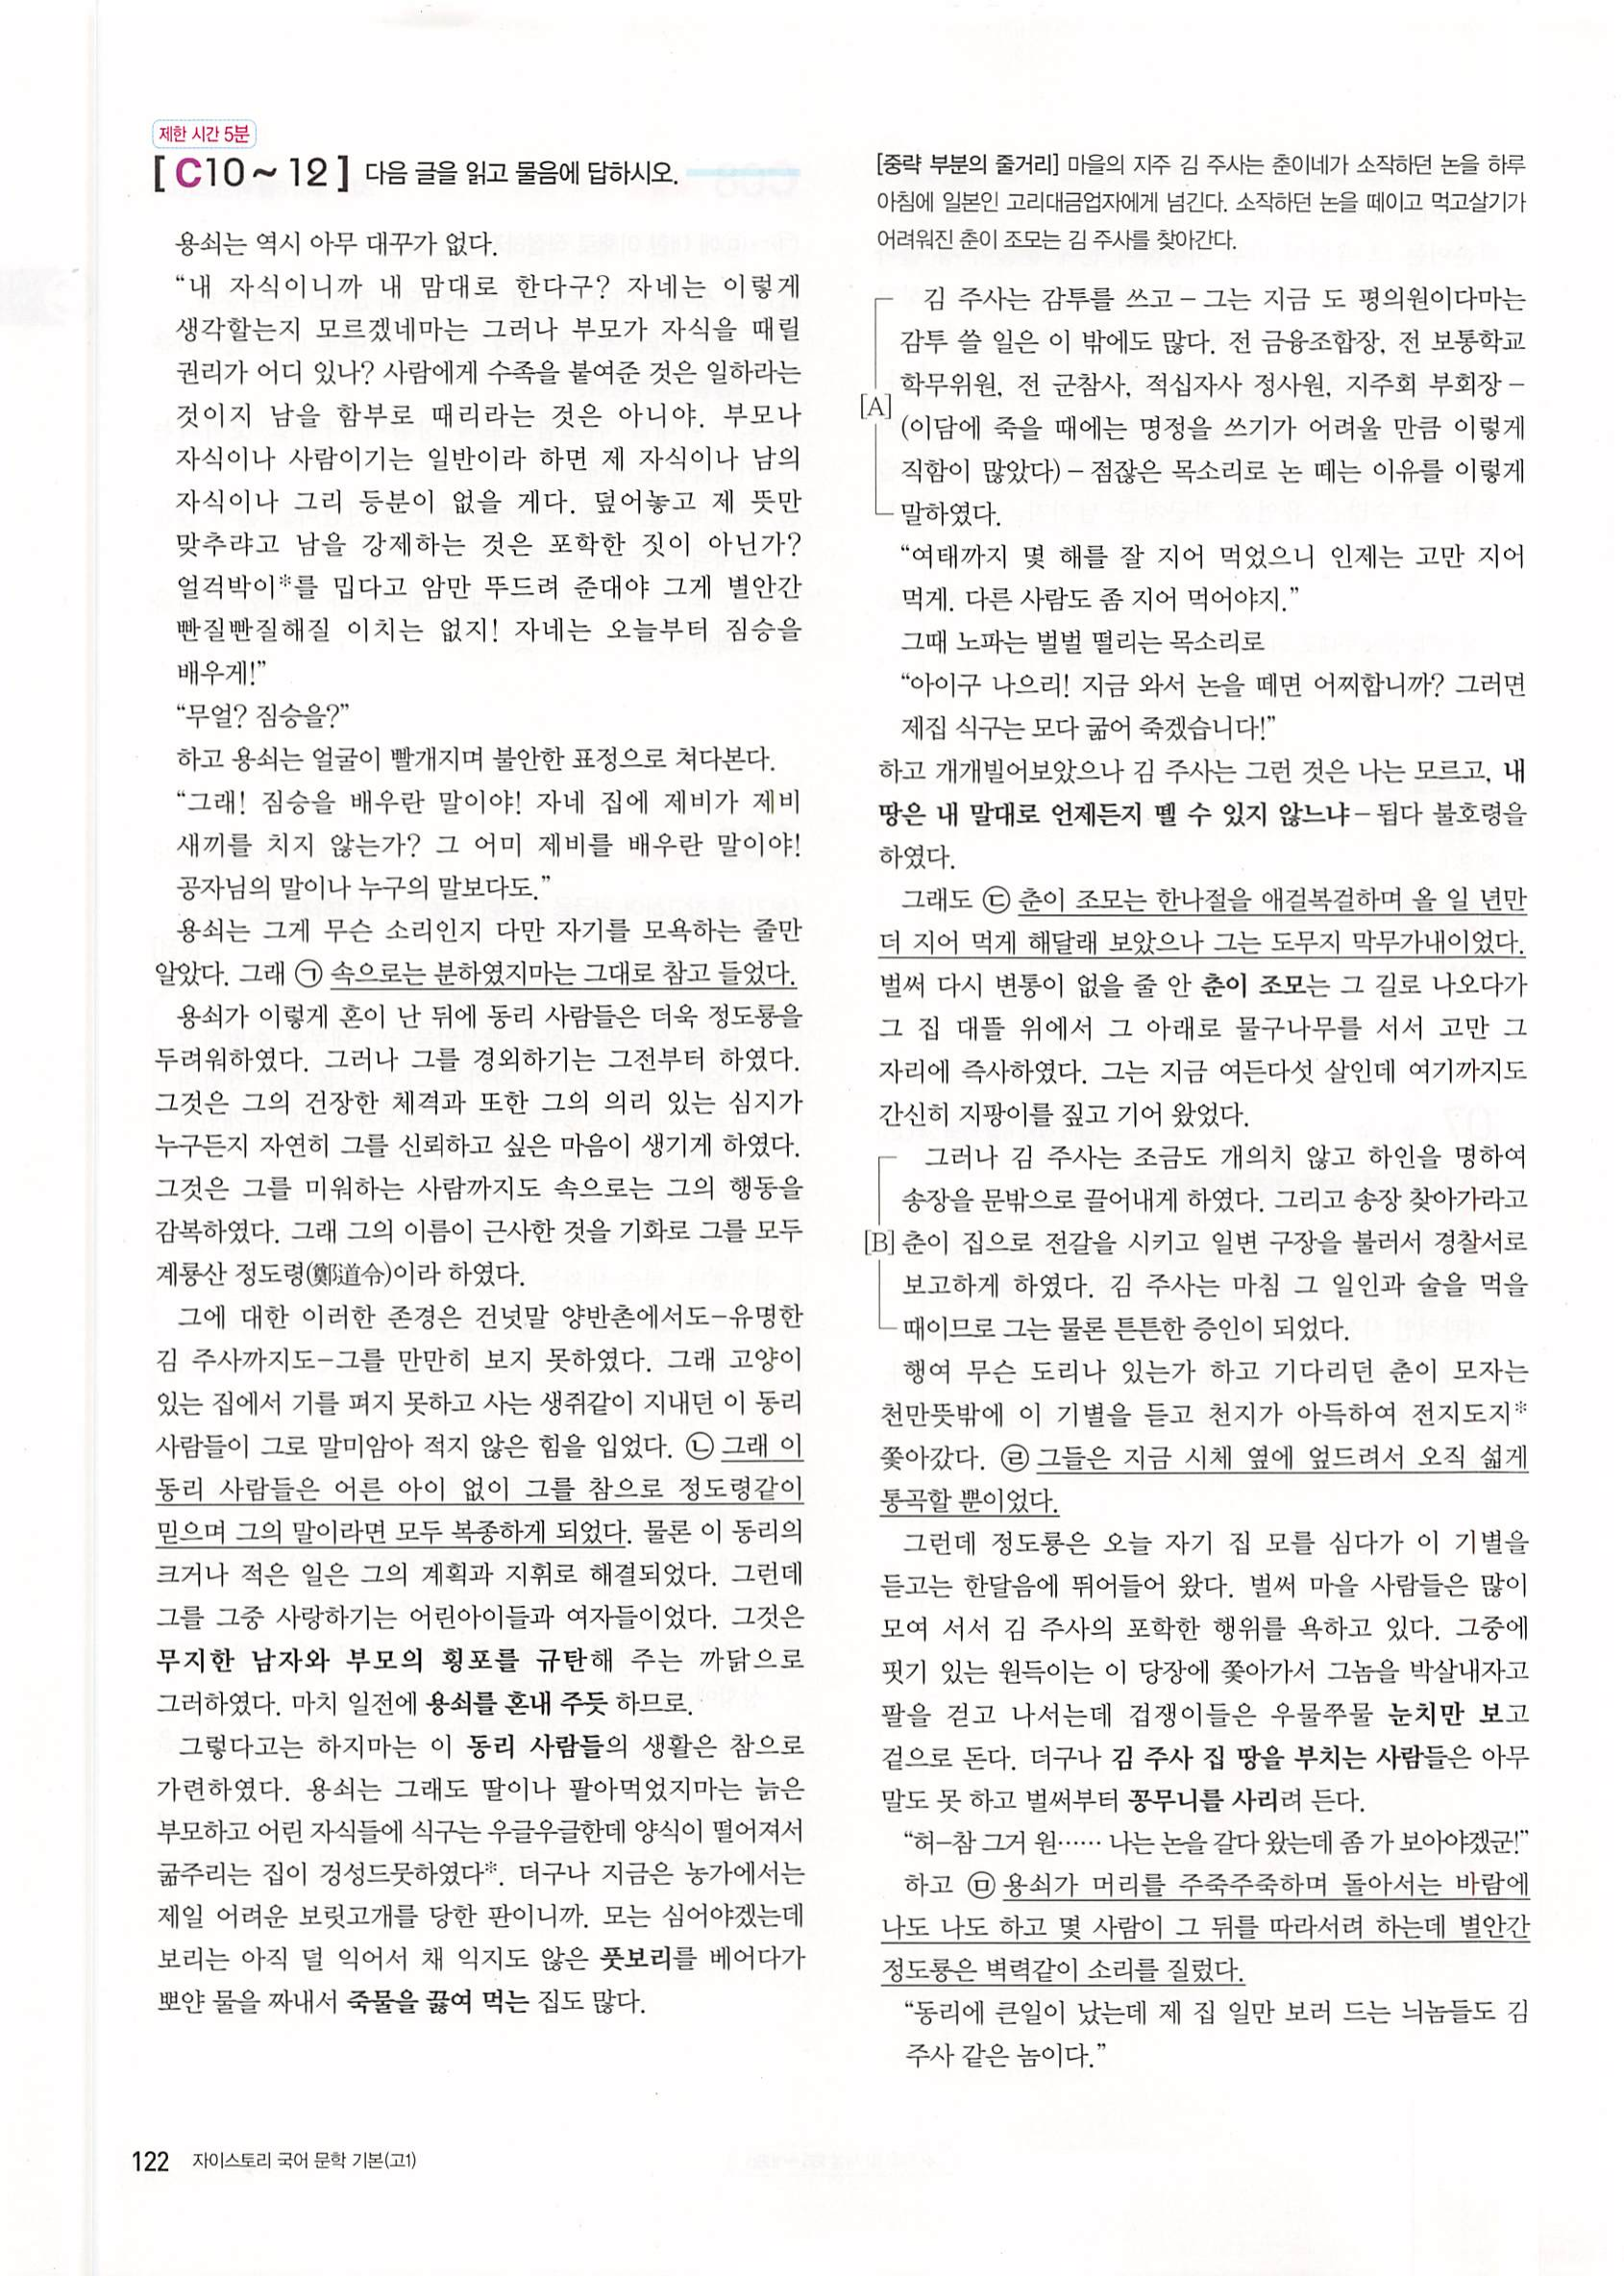 제한 시간 5분
[ C10 ~ 12 ] 다음 글을 읽고 물음에 답하시오.
용쇠는 역시 아무 대꾸가 없다.
“내 자식이니까 내 맘대로 한다구? 자네는 이렇게
생각할는지 모르겠네마는 그러나 부모가 자식을 때릴
권리가 어디 있나? 사람에게 수족을 붙여준 것은 일하라는
것이지 남을 함부로 때리라는 것은 아니야. 부모나
자식이나 사람이기는 일반이라 하면 제 자식이나 남의
자식이나 그리 등분이 없을 게다. 덮어놓고 제 뜻만
맞추랴고 남을 강제하는 것은 포학한 짓이 아닌가?
얼걱박이*를 밉다고 암만 뚜드려 준대야 그게 별안간
빤질빤질해질 이치는 없지! 자네는 오늘부터 짐승을
배우게!”
“무얼? 짐승을?”
하고 용쇠는 얼굴이 빨개지며 불안한 표정으로 쳐다본다.
“그래! 짐승을 배우란 말이야! 자네 집에 제비가 제비
새끼를 치지 않는가? 그 어미 제비를 배우란 말이야!
공자님의 말이나 누구의 말보다도.”
용쇠는 그게 무슨 소리인지 다만 자기를 모욕하는 줄만
알았다. 그래 ㉠ 속으로는 분하였지마는 그대로 참고 들었다.
용쇠가 이렇게 혼이 난 뒤에 동리 사람들은 더욱 정도룡을
두려워하였다. 그러나 그를 경외하기는 그전부터 하였다.
그것은 그의 건장한 체격과 또한 그의 의리 있는 심지가
누구든지 자연히 그를 신뢰하고 싶은 마음이 생기게 하였다.
그것은 그를 미워하는 사람까지도 속으로는 그의 행동을
감복하였다. 그래 그의 이름이 근사한 것을 기화로 그를 모두
계룡산 정도령(鄭道令)이라 하였다.
그에 대한 이러한 존경은 건넛말 양반촌에서도–유명한
김 주사까지도–그를 만만히 보지 못하였다. 그래 고양이
있는 집에서 기를 펴지 못하고 사는 생쥐같이 지내던 이 동리
사람들이 그로 말미암아 적지 않은 힘을 입었다. ㉡ 그래 이
동리 사람들은 어른 아이 없이 그를 참으로 정도령같이
믿으며 그의 말이라면 모두 복종하게 되었다. 물론 이 동리의
크거나 적은 일은 그의 계획과 지휘로 해결되었다. 그런데
그를 그중 사랑하기는 어린아이들과 여자들이었다. 그것은
무지한 남자와 부모의 횡포를 규탄해 주는 까닭으로
그러하였다. 마치 일전에 용쇠를 혼내 주듯 하므로.
그렇다고는 하지마는 이 동리 사람들의 생활은 참으로
가련하였다. 용쇠는 그래도 딸이나 팔아먹었지마는 늙은
부모하고 어린 자식들에 식구는 우글우글한데 양식이 떨어져서
굶주리는 집이 겅성드뭇하였다*. 더구나 지금은 농가에서는
제일 어려운 보릿고개를 당한 판이니까. 모는 심어야겠는데
보리는 아직 덜 익어서 채 익지도 않은 풋보리를 베어다가
뽀얀 물을 짜내서 죽물을 끓여 먹는 집도 많다.
[중략 부분의 줄거리] 마을의 지주 김 주사는 춘이네가 소작하던 논을 하루
아침에 일본인 고리대금업자에게 넘긴다. 소작하던 논을 떼이고 먹고살기가
어려워진 춘이 조모는 김 주사를 찾아간다.
김 주사는 감투를 쓰고 – 그는 지금 도 평의원이다마는
감투 쓸 일은 이 밖에도 많다. 전 금융조합장, 전 보통학교
학무위원, 전 군참사, 적십자사 정사원, 지주회 부회장 –
[A]
(이담에 죽을 때에는 명정을 쓰기가 어려울 만큼 이렇게
직함이 많았다) – 점잖은 목소리로 논 떼는 이유를 이렇게
말하였다.
“여태까지 몇 해를 잘 지어 먹었으니 인제는 고만 지어
먹게. 다른 사람도 좀 지어 먹어야지.”
그때 노파는 벌벌 떨리는 목소리로
“아이구 나으리! 지금 와서 논을 떼면 어찌합니까? 그러면
제집 식구는 모다 굶어 죽겠습니다!”
하고 개개빌어보았으나 김 주사는 그런 것은 나는 모르고, 내
땅은 내 말대로 언제든지 뗄 수 있지 않느냐 – 됩다 불호령을
하였다.
그래도 ㉢ 춘이 조모는 한나절을 애걸복걸하며 올 일 년만
더 지어 먹게 해달래 보았으나 그는 도무지 막무가내이었다.
벌써 다시 변통이 없을 줄 안 춘이 조모는 그 길로 나오다가
그 집 대뜰 위에서 그 아래로 물구나무를 서서 고만 그
자리에 즉사하였다. 그는 지금 여든다섯 살인데 여기까지도
간신히 지팡이를 짚고 기어 왔었다.
그러나 김 주사는 조금도 개의치 않고 하인을 명하여
송장을 문밖으로 끌어내게 하였다. 그리고 송장 찾아가라고
[B] 춘이 집으로 전갈을 시키고 일변 구장을 불러서 경찰서로
보고하게 하였다. 김 주사는 마침 그 일인과 술을 먹을
때이므로 그는 물론 튼튼한 증인이 되었다.
행여 무슨 도리나 있는가 하고 기다리던 춘이 모자는
천만뜻밖에 이 기별을 듣고 천지가 아득하여 전지도지*
쫓아갔다. ㉣ 그들은 지금 시체 옆에 엎드려서 오직 섧게
통곡할 뿐이었다.
그런데 정도룡은 오늘 자기 집 모를 심다가 이 기별을
듣고는 한달음에 뛰어들어 왔다. 벌써 마을 사람들은 많이
모여 서서 김 주사의 포학한 행위를 욕하고 있다. 그중에
핏기 있는 원득이는 이 당장에 쫓아가서 그놈을 박살내자고
팔을 걷고 나서는데 겁쟁이들은 우물쭈물 눈치만 보고
겉으로 돈다. 더구나 김 주사 집 땅을 부치는 사람들은 아무
말도 못 하고 벌써부터 꽁무니를 사리려 든다.
“허–참 그거 원…… 나는 논을 갈다 왔는데 좀 가 보아야겠군!”
하고 ㉤ 용쇠가 머리를 주죽주죽하며 돌아서는 바람에
나도 나도 하고 몇 사람이 그 뒤를 따라서려 하는데 별안간
정도룡은 벽력같이 소리를 질렀다.
“동리에 큰일이 났는데 제 집 일만 보러 드는 늬놈들도 김
주사 같은 놈이다.”
122 자이스토리 국어 문학 기본(고1)